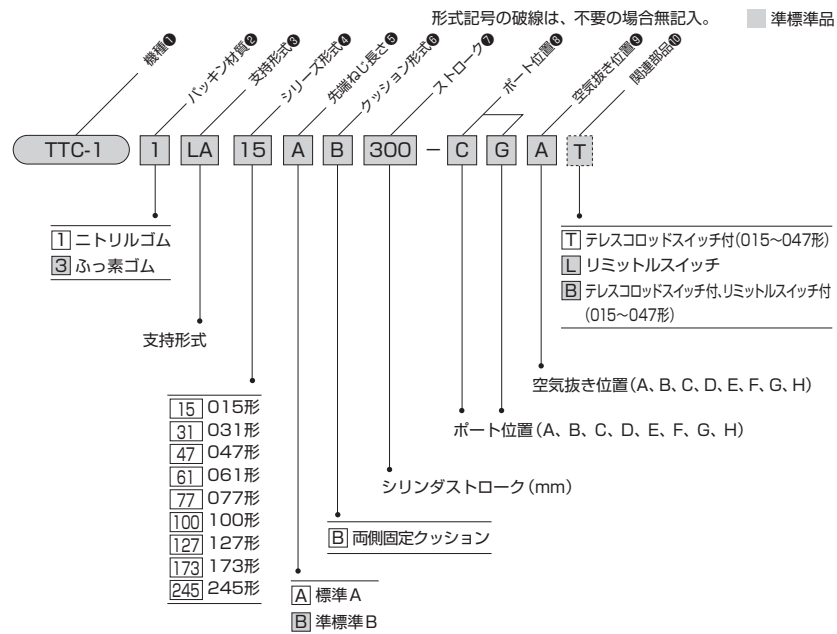 形式記号の破線は、不要の場合無記入。
準標準品
機種❶
パッキン材質❷
支持形式❸
シリーズ形式❹
先端ねじ長さ❺
クッション形式❻
ストローク❼
ポート位置❽
空気抜き位置❾
関連部品❿
TTC-1 1 LA 15 A B 300 - C G A T
1 ニトリルゴム
3 ふっ素ゴム
T テレスコロッドスイッチ付(015～047形)
L リミットルスイッチ
B テレスコロッドスイッチ付、リミットルスイッチ付
(015～047形)
支持形式
空気抜き位置(A、B、C、D、E、F、G、H)
15 015形
31 031形
47 047形
61 061形
77 077形
100 100形
127 127形
173 173形
245 245形
ポート位置(A、B、C、D、E、F、G、H)
シリンダストローク(mm)
B 両側固定クッション
A 標準A
B 準標準B